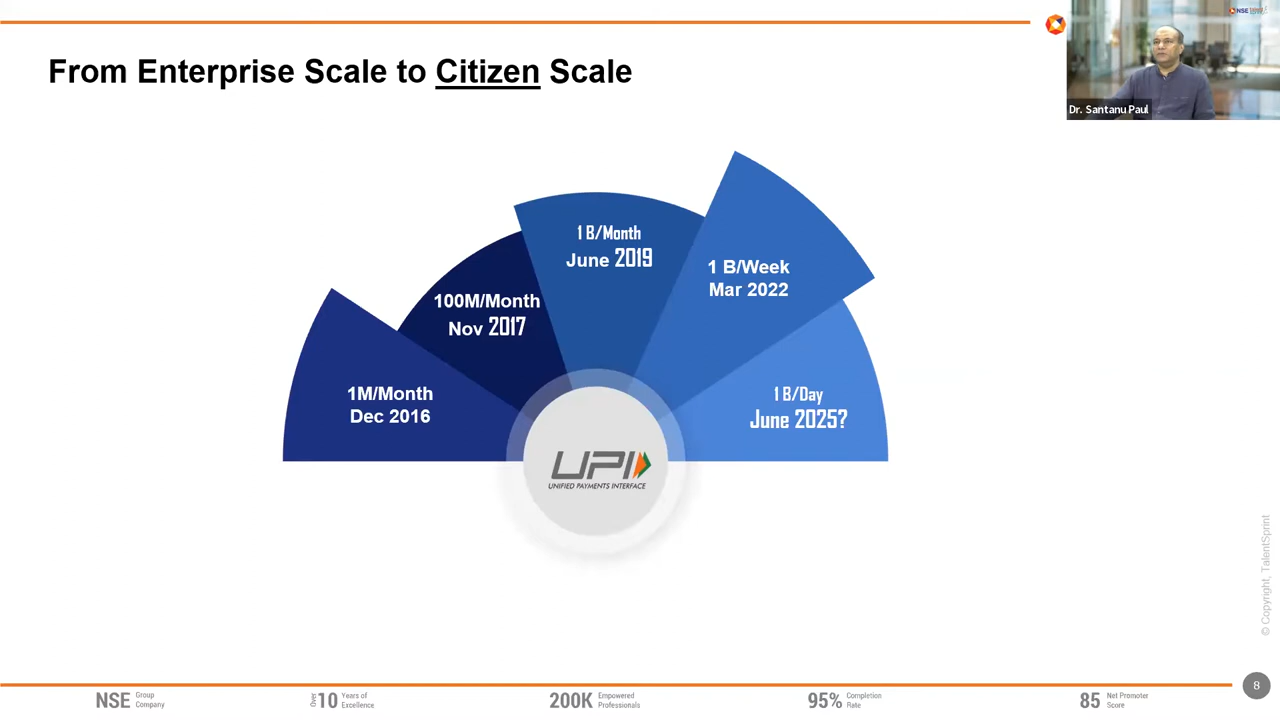 From Enterprise Scale to Citizen Scale
NSE
Dr. Santanu Paul
1M/Month
Dec 2016
100M/Month
Nov 2017
1 B/Month
June 2019
1 B/Week
Mar 2022
1 B/Day
June 2025?
UPI
UNIFIED PAYMENTS INTERFACE
© Copyright, TalentSprint
8
NSE Group
Company
Over 10 Years of
Excellence
200K Empowered
Professionals
95% Completion
Rate
85 Net Promoter
Score